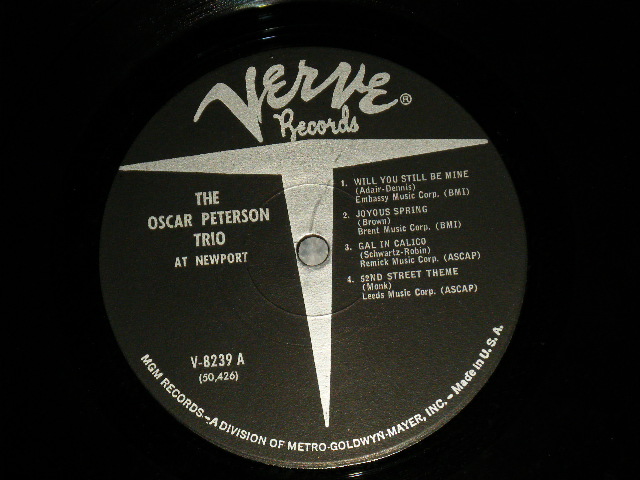 Verve®
Records
THE
OSCAR PETERSON
TRIO
AT NEWPORT
1. WILL YOU STILL BE MINE
(Adair-Dennis)
Embassy Music Corp. (BMI)
2. JOYOUS SPRING
(Brown)
Brent Music Corp. (BMI)
3. GAL IN CALICO
(Schwartz-Robin)
Remick Music Corp. (ASCAP)
4. 52ND STREET THEME
(Monk)
Leeds Music Corp. (ASCAP)
V-8239 A
(50,426)
MGM RECORDS—A DIVISION OF METRO-GOLDWYN-MAYER, INC.—Made in U.S.A.